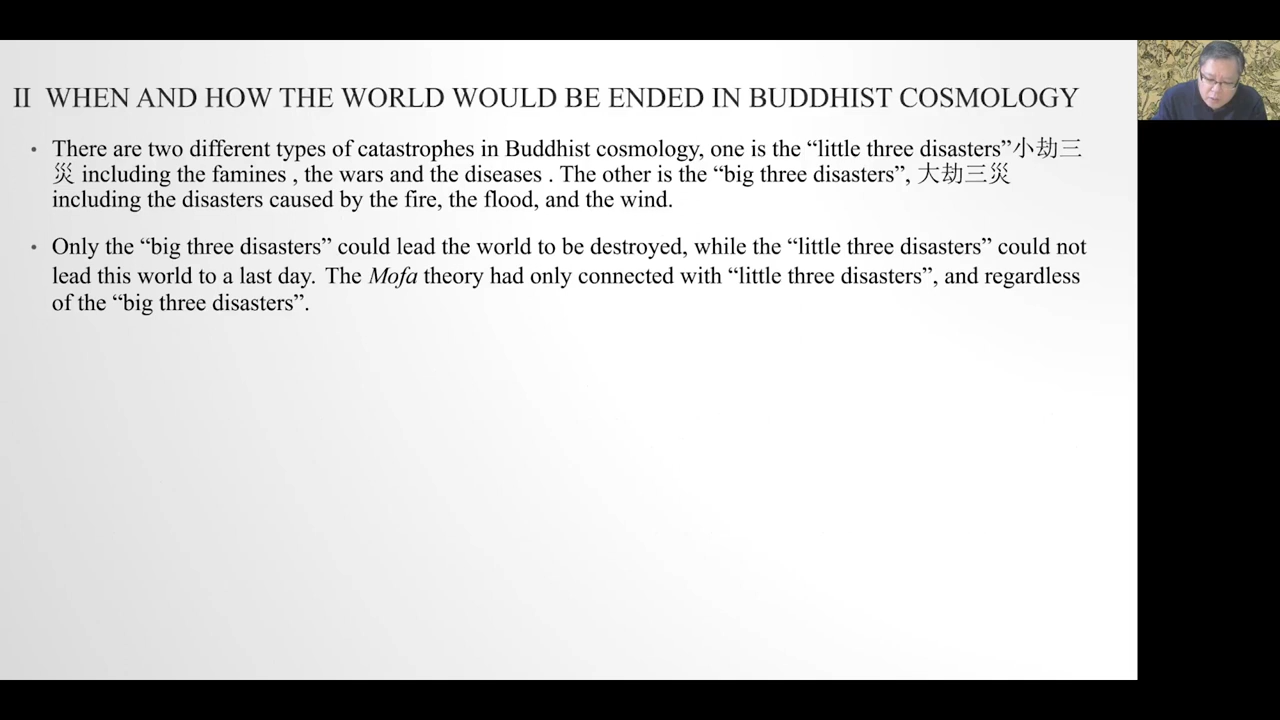 II WHEN AND HOW THE WORLD WOULD BE ENDED IN BUDDHIST COSMOLOGY
• There are two different types of catastrophes in Buddhist cosmology, one is the “little three disasters”小劫三
災 including the famines , the wars and the diseases . The other is the “big three disasters”, 大劫三災
including the disasters caused by the fire, the flood, and the wind.
• Only the “big three disasters” could lead the world to be destroyed, while the “little three disasters” could not
lead this world to a last day. The Mofa theory had only connected with “little three disasters”, and regardless
of the “big three disasters”.